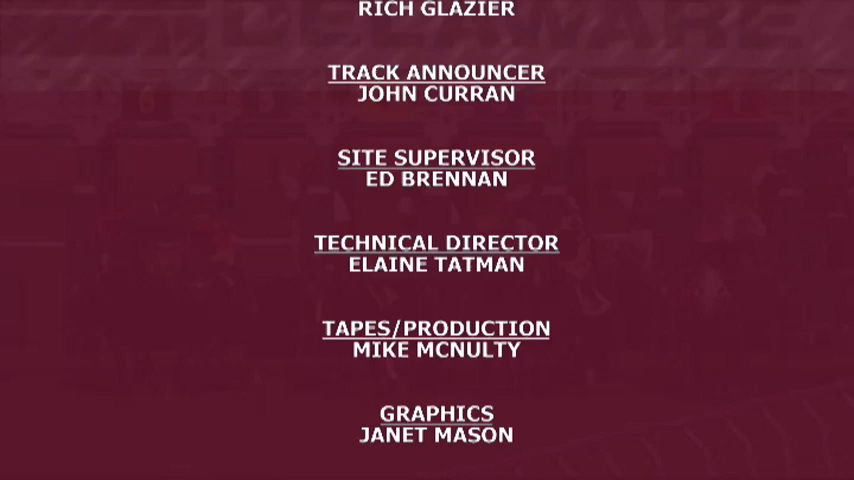 DELAWARE
RICH GLAZIER
TRACK ANNOUNCER
JOHN CURRAN
SITE SUPERVISOR
ED BRENNAN
TECHNICAL DIRECTOR
ELAINE TATMAN
TAPES/PRODUCTION
MIKE MCNULTY
GRAPHICS
JANET MASON